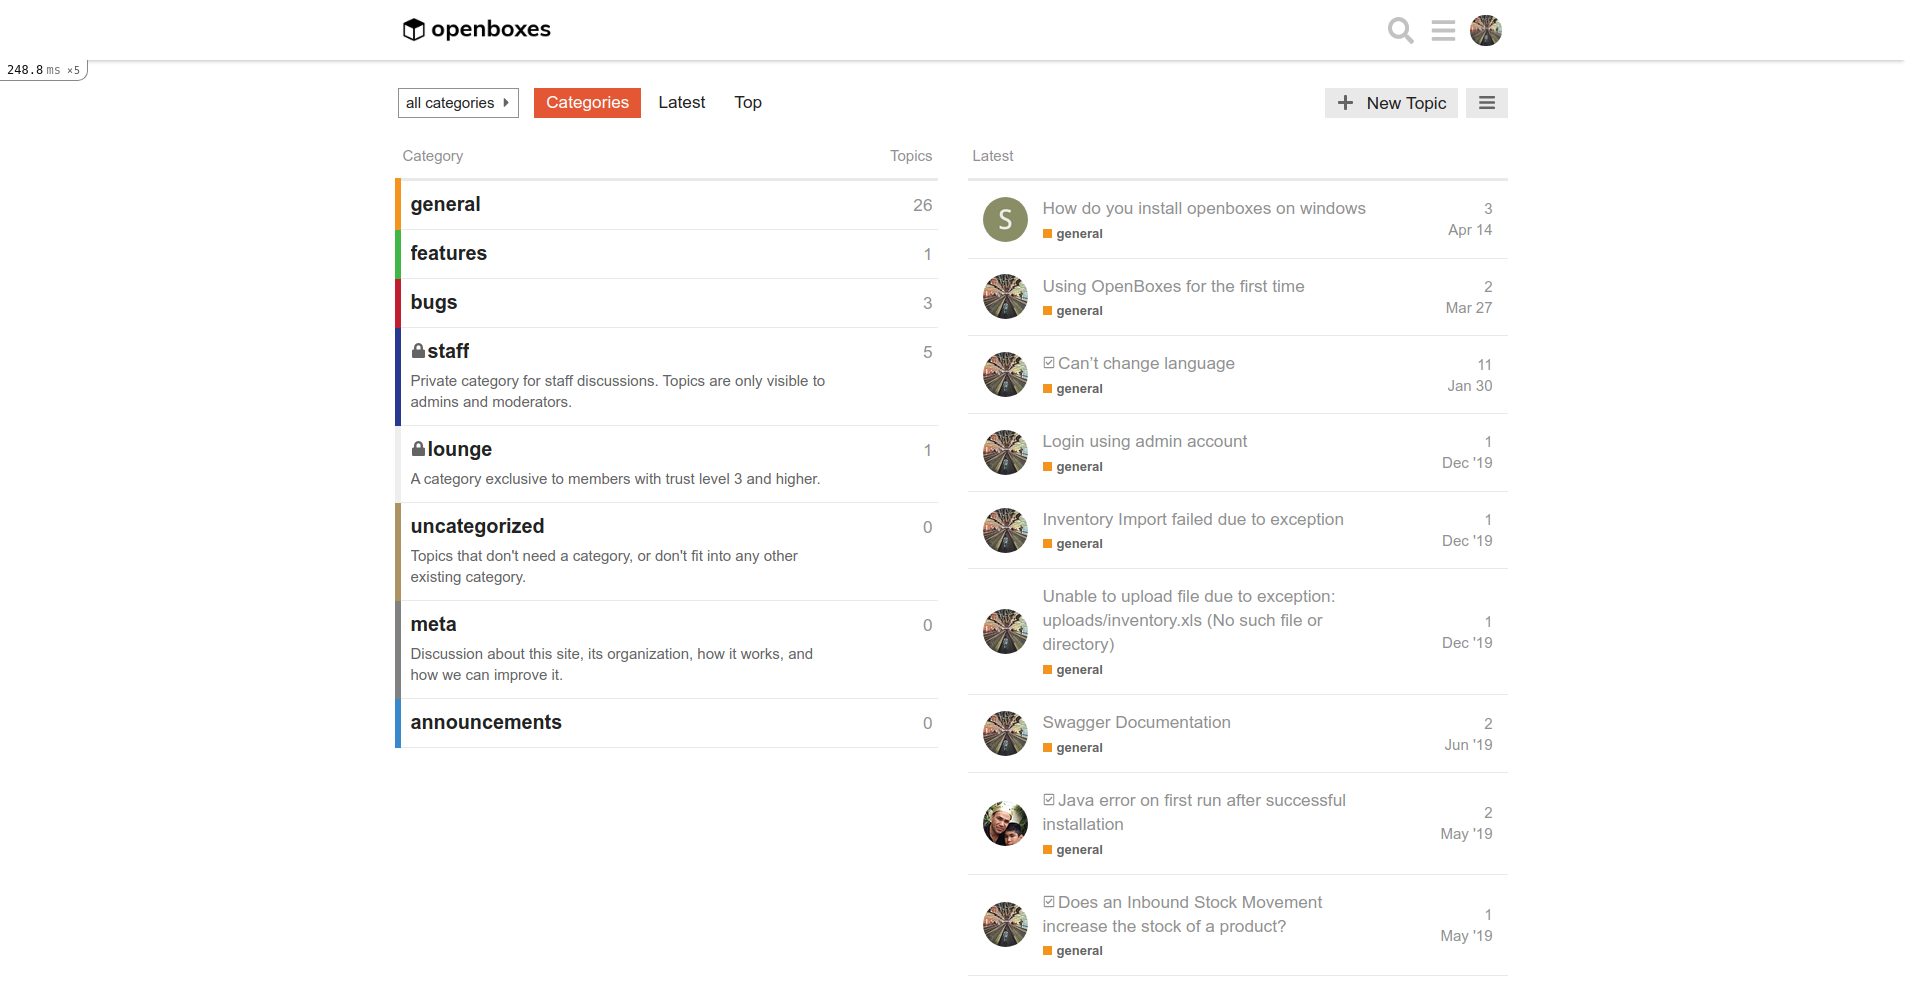 openboxes
248.8 ms ×5
all categories
Categories
Latest
Top
New Topic
Category Topics
general 26
features 1
bugs 3
staff 5
Private category for staff discussions. Topics are only visible to
admins and moderators.
lounge 1
A category exclusive to members with trust level 3 and higher.
uncategorized 0
Topics that don't need a category, or don't fit into any other
existing category.
meta 0
Discussion about this site, its organization, how it works, and
how we can improve it.
announcements 0
Latest
S
How do you install openboxes on windows 3
general Apr 14
Using OpenBoxes for the first time 2
general Mar 27
Can’t change language 11
general Jan 30
Login using admin account 1
general Dec '19
Inventory Import failed due to exception 1
general Dec '19
Unable to upload file due to exception:
uploads/inventory.xls (No such file or 1
directory) Dec '19
general
Swagger Documentation 2
general Jun '19
Java error on first run after successful 2
installation May '19
general
Does an Inbound Stock Movement 1
increase the stock of a product? May '19
general